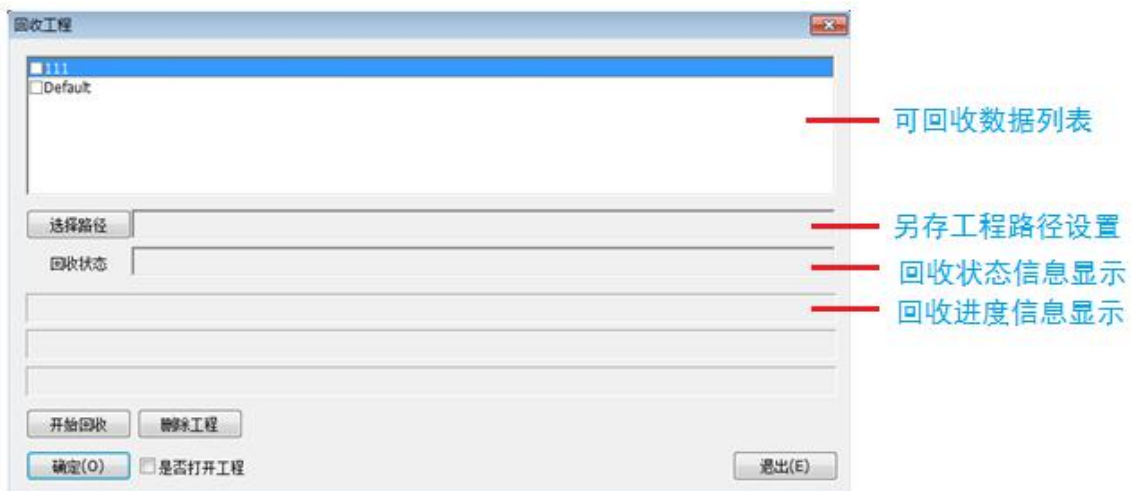 回收工程
111
Default
可回收数据列表
选择路径
另存工程路径设置
回收状态
回收状态信息显示
回收进度信息显示
开始回收
删除工程
确定(O)
是否打开工程
退出(E)